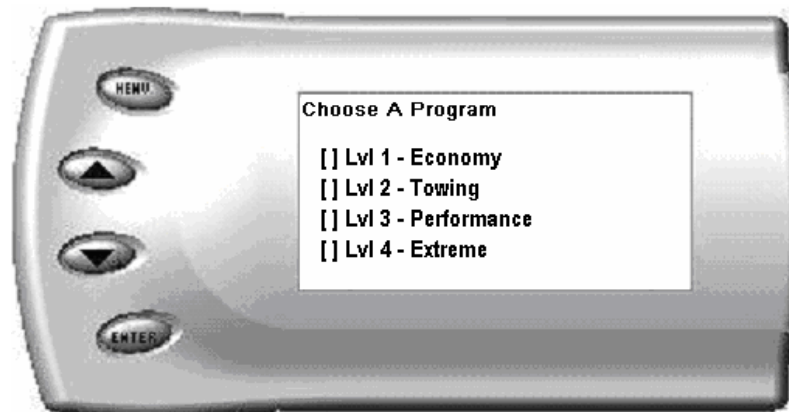 MENU
Choose A Program
[ ] Lvl 1 - Economy
[ ] Lvl 2 - Towing
[ ] Lvl 3 - Performance
[ ] Lvl 4 - Extreme
ENTER